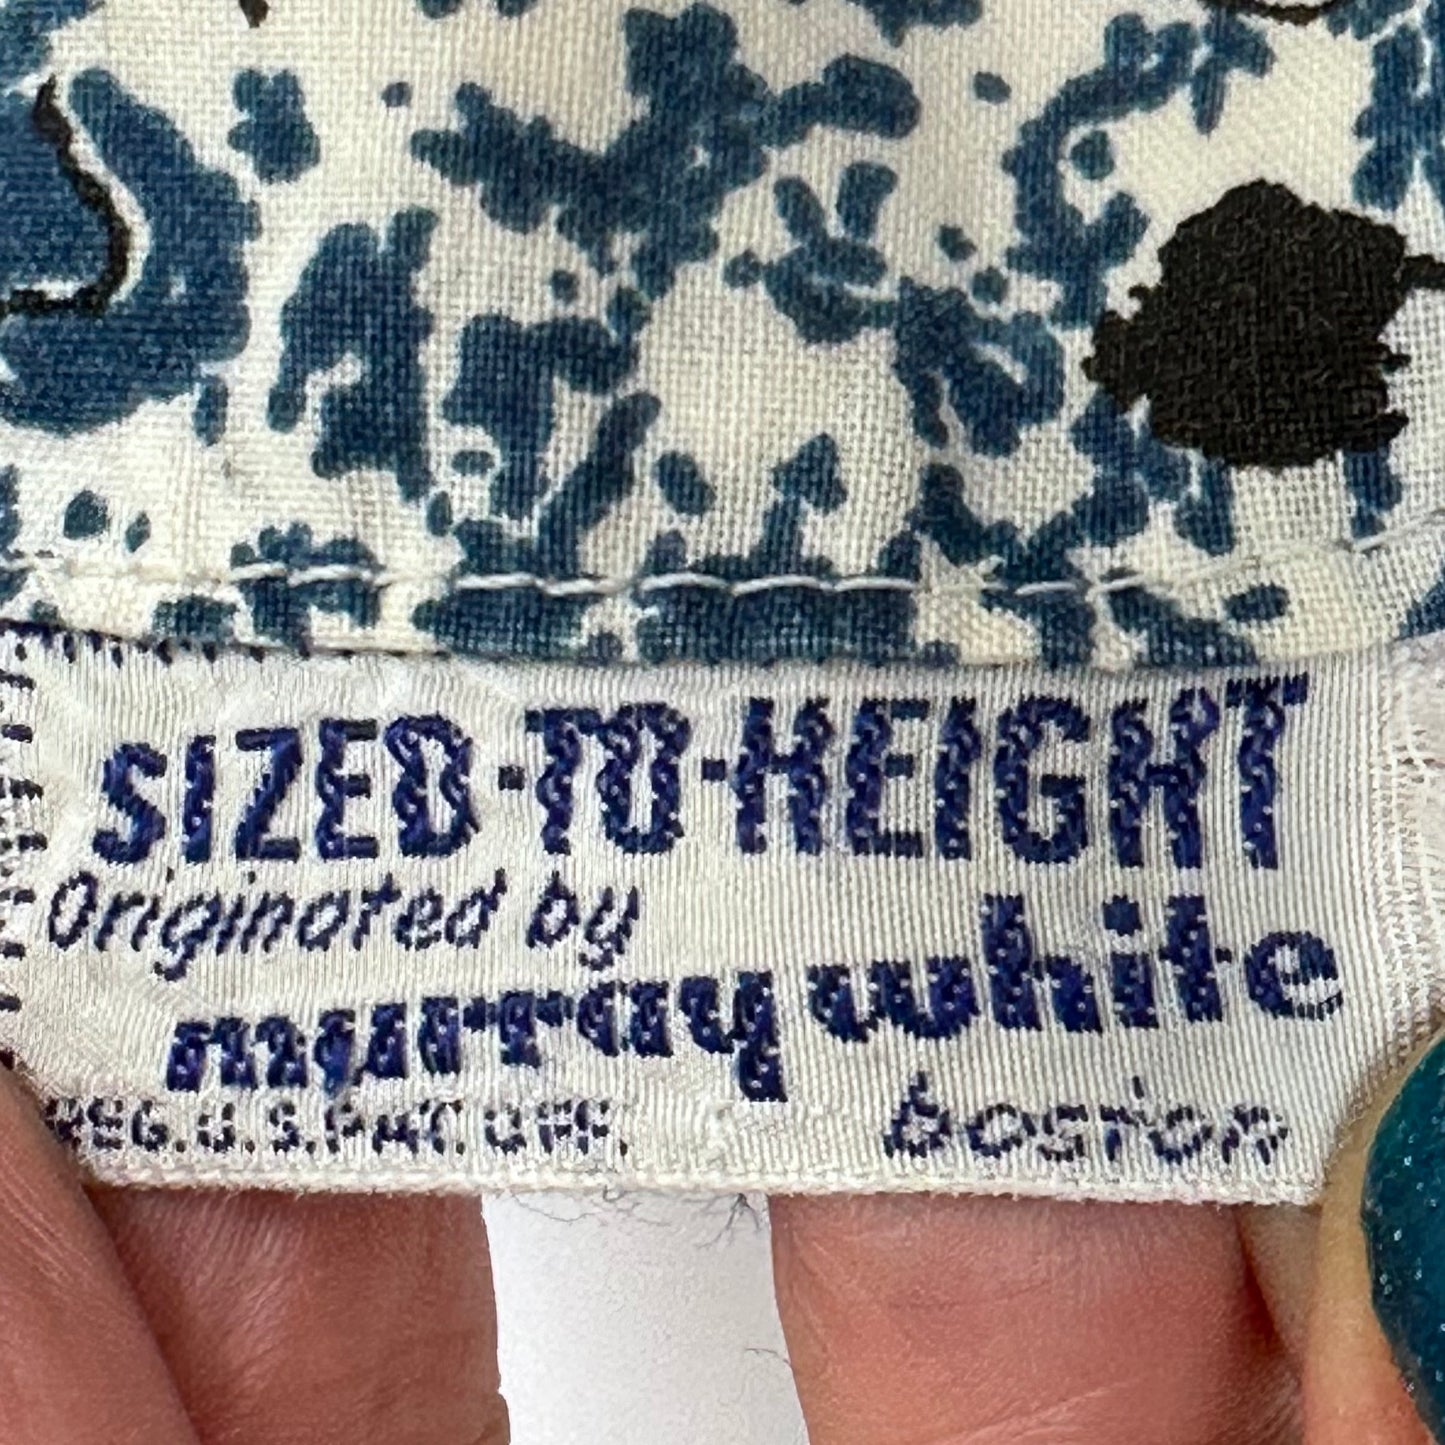 SIZED-TO-HEIGHT
Originated by
murray white
REG. U.S. PAT. OFF. boston